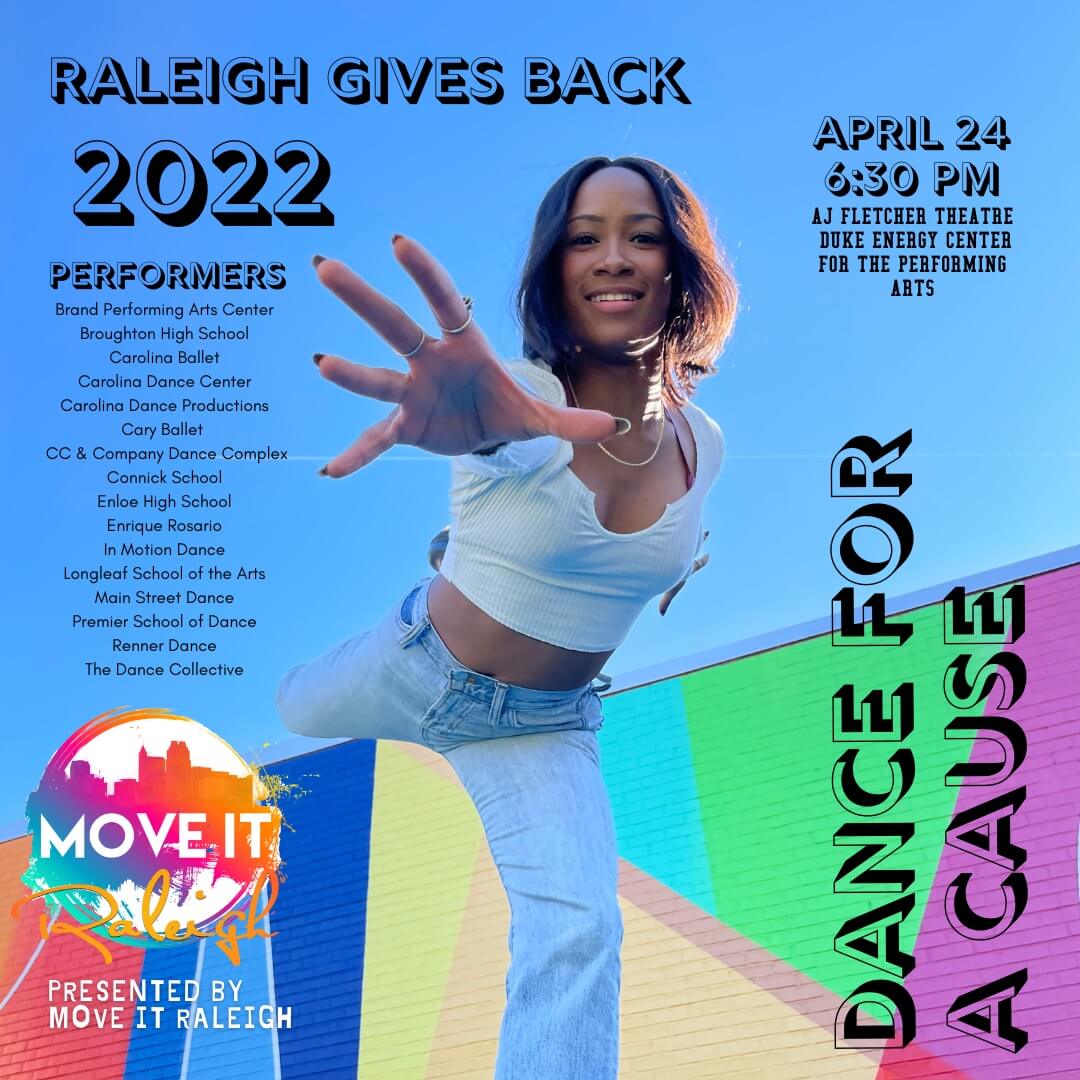 RALEIGH GIVES BACK
2022
APRIL 24
6:30 PM
AJ FLETCHER THEATRE
DUKE ENERGY CENTER
FOR THE PERFORMING
ARTS
PERFORMERS
Brand Performing Arts Center
Broughton High School
Carolina Ballet
Carolina Dance Center
Carolina Dance Productions
Cary Ballet
CC & Company Dance Complex
Connick School
Enloe High School
Enrique Rosario
In Motion Dance
Longleaf School of the Arts
Main Street Dance
Premier School of Dance
Renner Dance
The Dance Collective
DANCE FOR
A CAUSE
MOVE IT
Raleigh
PRESENTED BY
MOVE IT RALEIGH